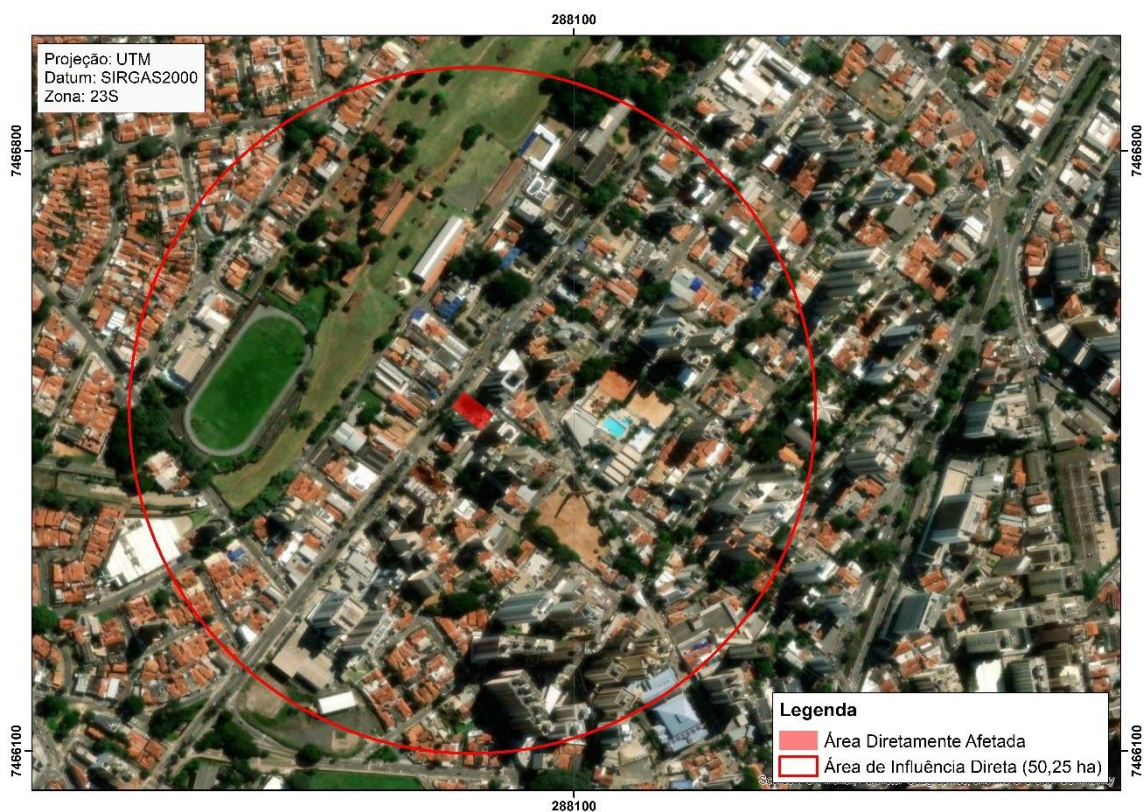 288100
Projeção: UTM
Datum: SIRGAS2000
Zona: 23S
7466800
7466800
Legenda
Área Diretamente Afetada
Área de Influência Direta (50,25 ha)
7466100
7466100
288100